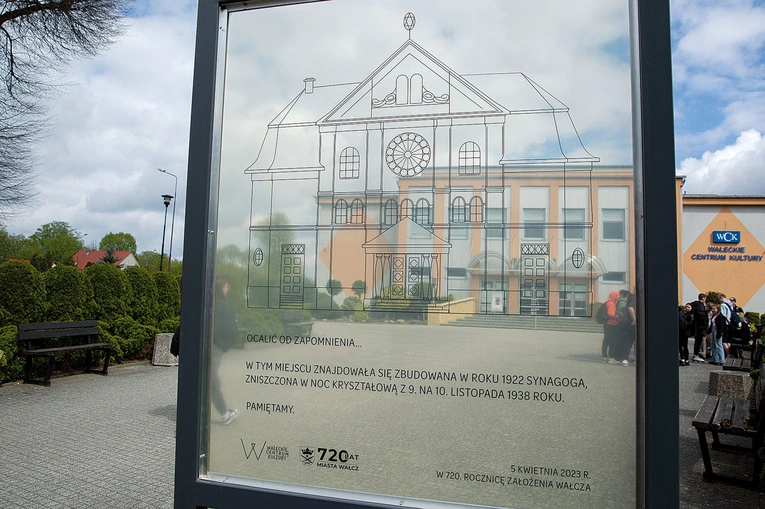 WCK
WAŁECKIE
CENTRUM KULTURY
OCALIĆ OD ZAPOMNIENIA...
W TYM MIEJSCU ZNAJDOWAŁA SIĘ ZBUDOWANA W ROKU 1922 SYNAGOGA,
ZNISZCZONA W NOC KRYSZTAŁOWĄ Z 9. NA 10. LISTOPADA 1938 ROKU.
PAMIĘTAMY.
WAŁECKIE
CENTRUM
KULTURY
720 LAT
MIASTA WAŁCZ
5 KWIETNIA 2023 R.
W 720. ROCZNICĘ ZAŁOŻENIA WAŁCZA